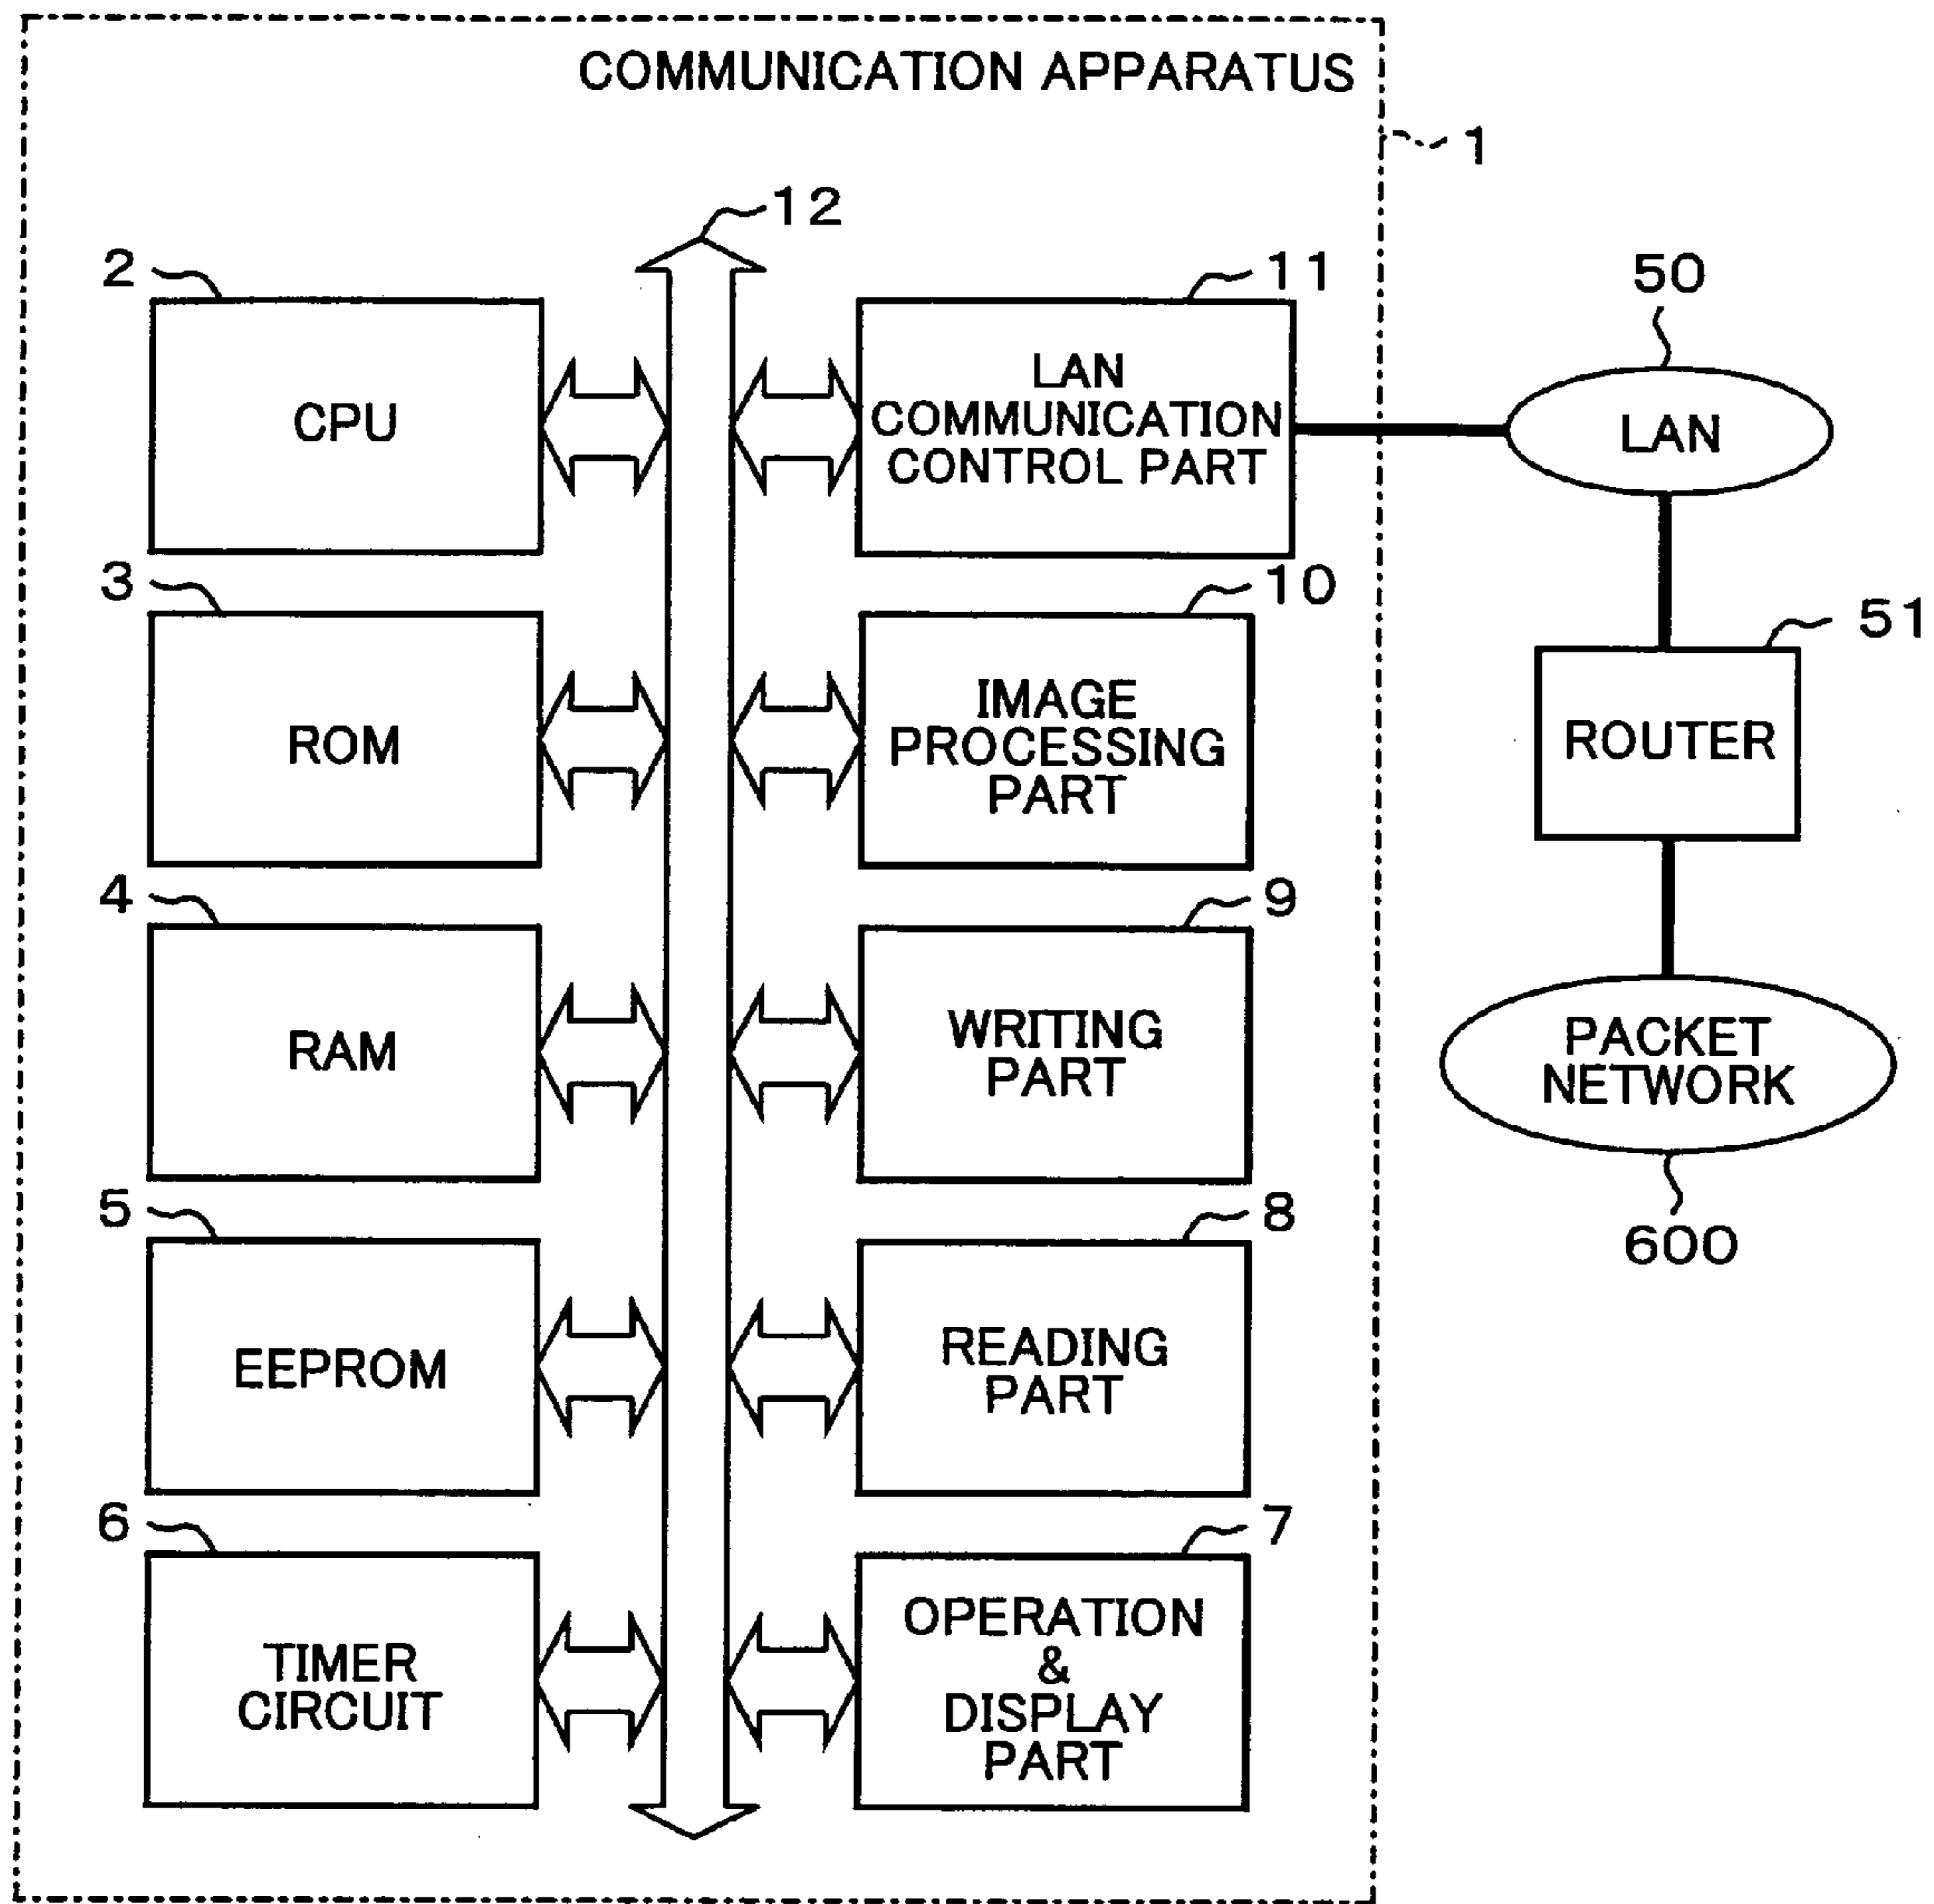 COMMUNICATION APPARATUS
1
12
2
11
50
CPU
LAN
COMMUNICATION
CONTROL PART
LAN
3
10
51
ROM
IMAGE
PROCESSING
PART
ROUTER
4
9
RAM
WRITING
PART
PACKET
NETWORK
5
8
600
EEPROM
READING
PART
6
7
TIMER
CIRCUIT
OPERATION
&
DISPLAY
PART